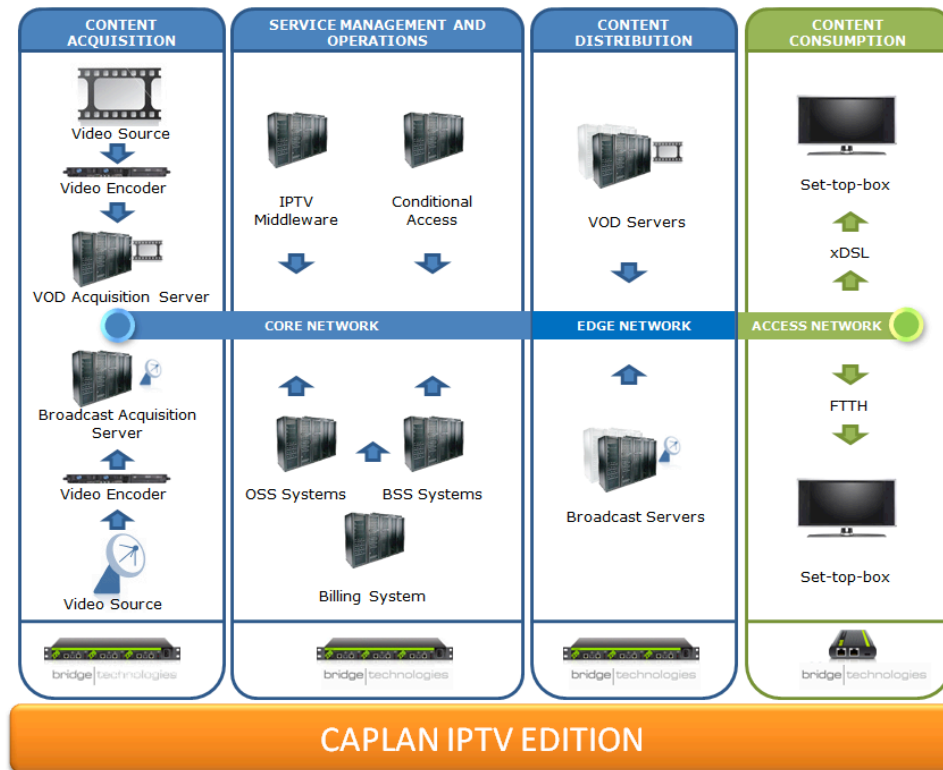 CONTENT
ACQUISITION
Video Source
Video Encoder
VOD Acquisition Server
Broadcast Acquisition
Server
Video Encoder
Video Source
bridge technologies
SERVICE MANAGEMENT AND
OPERATIONS
IPTV
Middleware
Conditional
Access
CORE NETWORK
OSS Systems
BSS Systems
Billing System
bridge technologies
CONTENT
DISTRIBUTION
VOD Servers
EDGE NETWORK
Broadcast Servers
bridge technologies
CONTENT
CONSUMPTION
Set-top-box
xDSL
ACCESS NETWORK
FTTH
Set-top-box
bridge technologies
CAPLAN IPTV EDITION